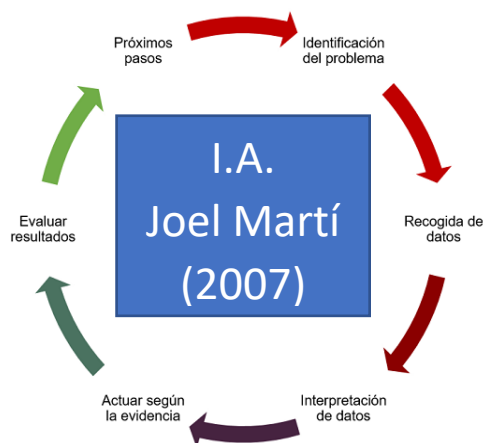 Próximos
pasos
Identificación
del problema
I.A.
Joel Martí
(2007)
Recogida de
datos
Interpretación
de datos
Actuar según
la evidencia
Evaluar
resultados